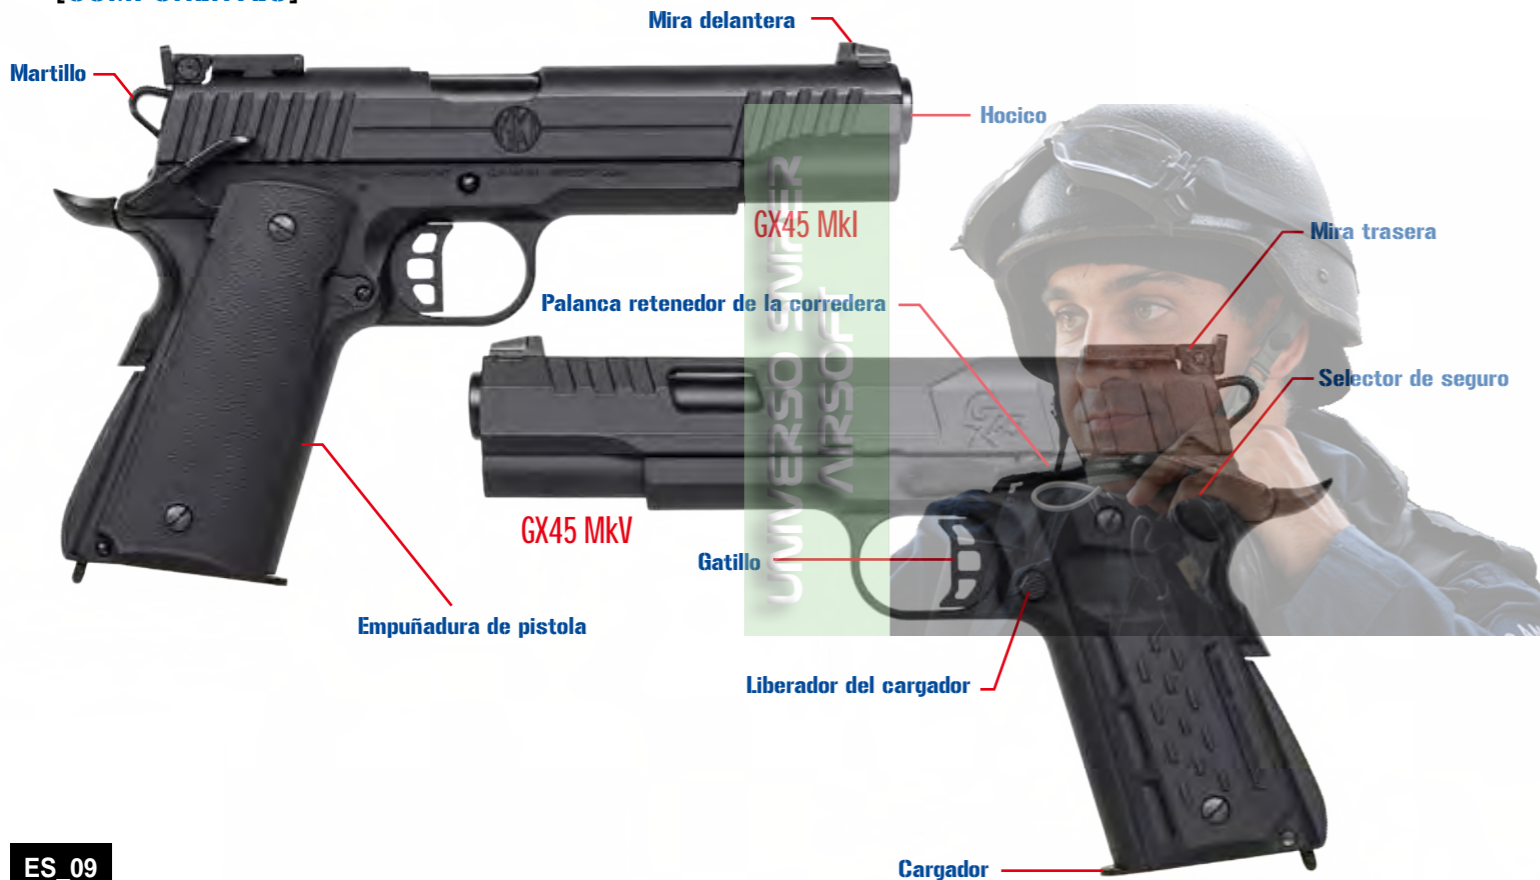 [COMPONENTES]
Mira delantera
Martillo
Hocico
GX45 MkI
Mira trasera
Palanca retenedor de la corredera
Selector de seguro
UNIVERSO SNIPER
AIRSOFT
GX45 MkV
Gatillo
Empuñadura de pistola
Liberador del cargador
Cargador
ES_09